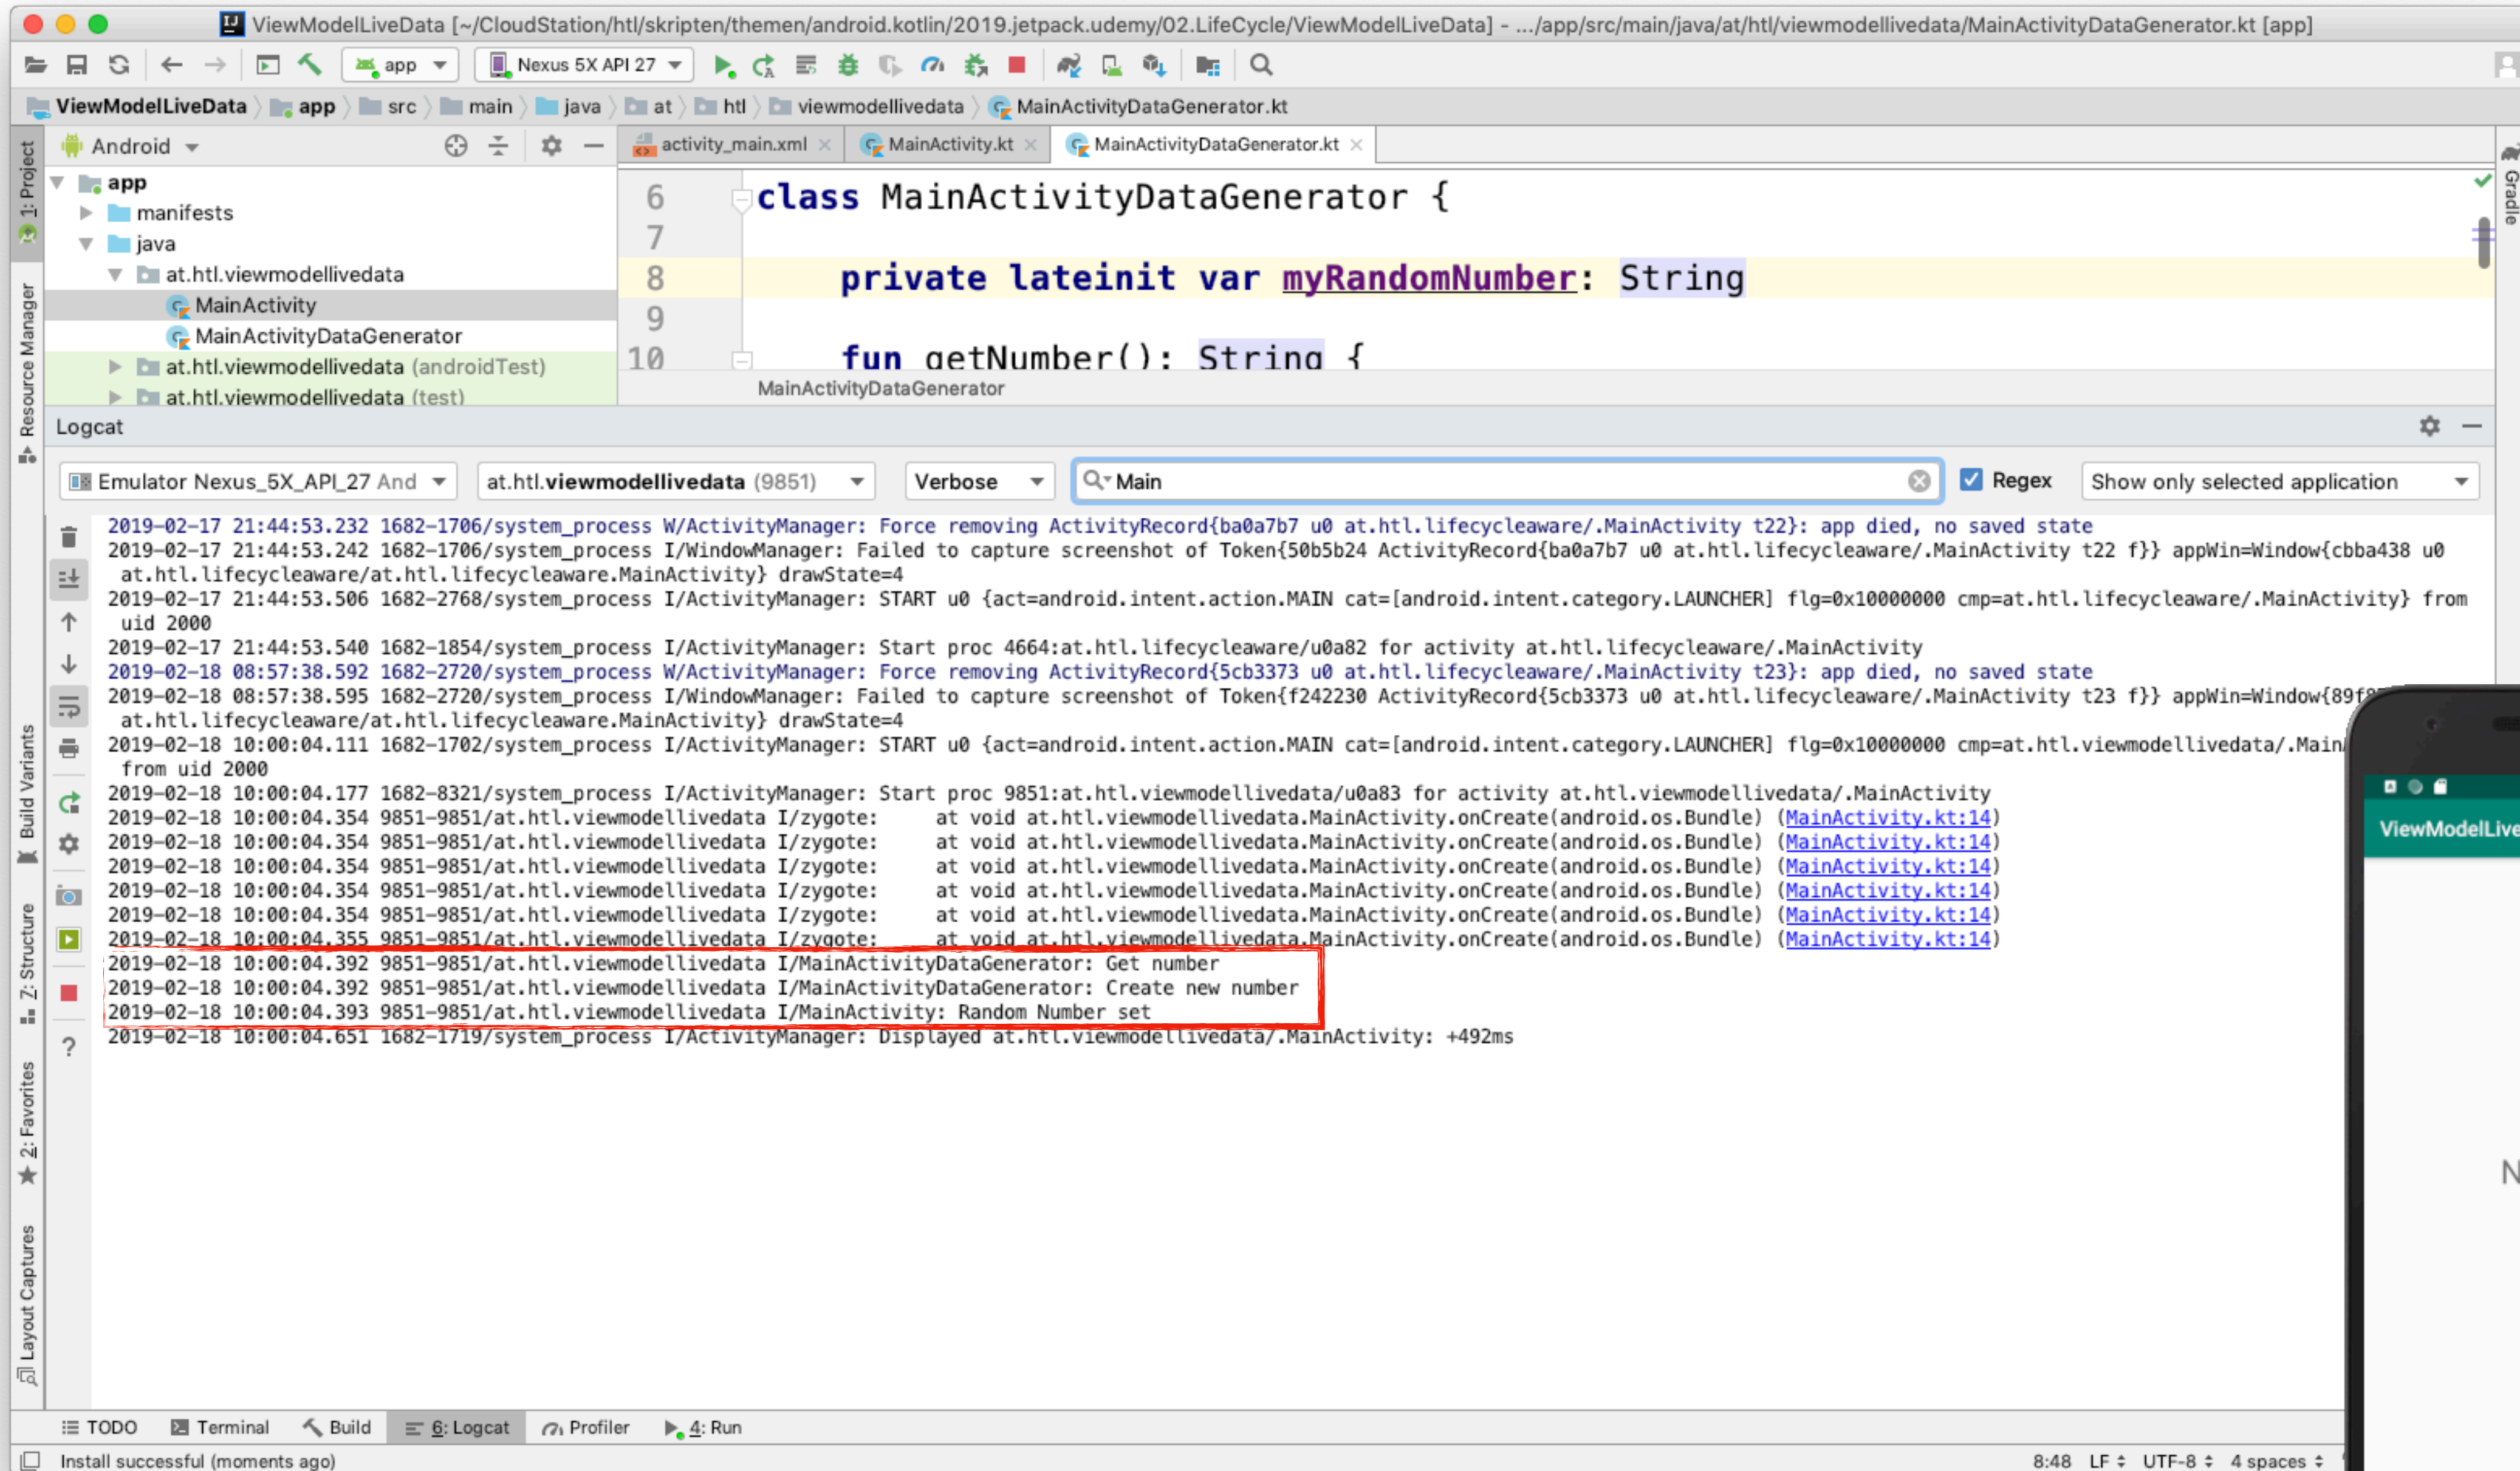 ViewModelLiveData [~/CloudStation/htl/skripten/themen/android.kotlin/2019.jetpack.udemy/02.LifeCycle/ViewModelLiveData] - .../app/src/main/java/at/htl/viewmodellivedata/MainActivityDataGenerator.kt [app]
app Nexus 5X API 27
ViewModelLiveData app src main java at htl viewmodellivedata MainActivityDataGenerator.kt
Android activity_main.xml MainActivity.kt MainActivityDataGenerator.kt
1: Project
Resource Manager
Build Variants
7: Structure
2: Favorites
Layout Captures
Gradle
app
manifests
java
at.htl.viewmodellivedata
MainActivity
MainActivityDataGenerator
at.htl.viewmodellivedata (androidTest)
at.htl.viewmodellivedata (test)
6 class MainActivityDataGenerator {
7
8 private lateinit var myRandomNumber: String
9
10 fun getNumber(): String {
MainActivityDataGenerator
Logcat
Emulator Nexus_5X_API_27 And at.htl.viewmodellivedata (9851) Verbose Main Regex Show only selected application
2019-02-17 21:44:53.232 1682-1706/system_process W/ActivityManager: Force removing ActivityRecord{ba0a7b7 u0 at.htl.lifecycleaware/.MainActivity t22}: app died, no saved state
2019-02-17 21:44:53.242 1682-1706/system_process I/WindowManager: Failed to capture screenshot of Token{50b5b24 ActivityRecord{ba0a7b7 u0 at.htl.lifecycleaware/.MainActivity t22 f}} appWin=Window{cbba438 u0
at.htl.lifecycleaware/at.htl.lifecycleaware.MainActivity} drawState=4
2019-02-17 21:44:53.506 1682-2768/system_process I/ActivityManager: START u0 {act=android.intent.action.MAIN cat=[android.intent.category.LAUNCHER] flg=0x10000000 cmp=at.htl.lifecycleaware/.MainActivity} from
uid 2000
2019-02-17 21:44:53.540 1682-1854/system_process I/ActivityManager: Start proc 4664:at.htl.lifecycleaware/u0a82 for activity at.htl.lifecycleaware/.MainActivity
2019-02-18 08:57:38.592 1682-2720/system_process W/ActivityManager: Force removing ActivityRecord{5cb3373 u0 at.htl.lifecycleaware/.MainActivity t23}: app died, no saved state
2019-02-18 08:57:38.595 1682-2720/system_process I/WindowManager: Failed to capture screenshot of Token{f242230 ActivityRecord{5cb3373 u0 at.htl.lifecycleaware/.MainActivity t23 f}} appWin=Window{89f8
at.htl.lifecycleaware/at.htl.lifecycleaware.MainActivity} drawState=4
2019-02-18 10:00:04.111 1682-1702/system_process I/ActivityManager: START u0 {act=android.intent.action.MAIN cat=[android.intent.category.LAUNCHER] flg=0x10000000 cmp=at.htl.viewmodellivedata/.Main
from uid 2000
2019-02-18 10:00:04.177 1682-8321/system_process I/ActivityManager: Start proc 9851:at.htl.viewmodellivedata/u0a83 for activity at.htl.viewmodellivedata/.MainActivity
2019-02-18 10:00:04.354 9851-9851/at.htl.viewmodellivedata I/zygote: at void at.htl.viewmodellivedata.MainActivity.onCreate(android.os.Bundle) (MainActivity.kt:14)
2019-02-18 10:00:04.354 9851-9851/at.htl.viewmodellivedata I/zygote: at void at.htl.viewmodellivedata.MainActivity.onCreate(android.os.Bundle) (MainActivity.kt:14)
2019-02-18 10:00:04.354 9851-9851/at.htl.viewmodellivedata I/zygote: at void at.htl.viewmodellivedata.MainActivity.onCreate(android.os.Bundle) (MainActivity.kt:14)
2019-02-18 10:00:04.354 9851-9851/at.htl.viewmodellivedata I/zygote: at void at.htl.viewmodellivedata.MainActivity.onCreate(android.os.Bundle) (MainActivity.kt:14)
2019-02-18 10:00:04.354 9851-9851/at.htl.viewmodellivedata I/zygote: at void at.htl.viewmodellivedata.MainActivity.onCreate(android.os.Bundle) (MainActivity.kt:14)
2019-02-18 10:00:04.355 9851-9851/at.htl.viewmodellivedata I/zygote: at void at.htl.viewmodellivedata.MainActivity.onCreate(android.os.Bundle) (MainActivity.kt:14)
2019-02-18 10:00:04.392 9851-9851/at.htl.viewmodellivedata I/MainActivityDataGenerator: Get number
2019-02-18 10:00:04.392 9851-9851/at.htl.viewmodellivedata I/MainActivityDataGenerator: Create new number
2019-02-18 10:00:04.393 9851-9851/at.htl.viewmodellivedata I/MainActivity: Random Number set
2019-02-18 10:00:04.651 1682-1719/system_process I/ActivityManager: Displayed at.htl.viewmodellivedata/.MainActivity: +492ms
ViewModelLive
N
TODO Terminal Build 6: Logcat Profiler 4: Run
Install successful (moments ago) 8:48 LF UTF-8 4 spaces